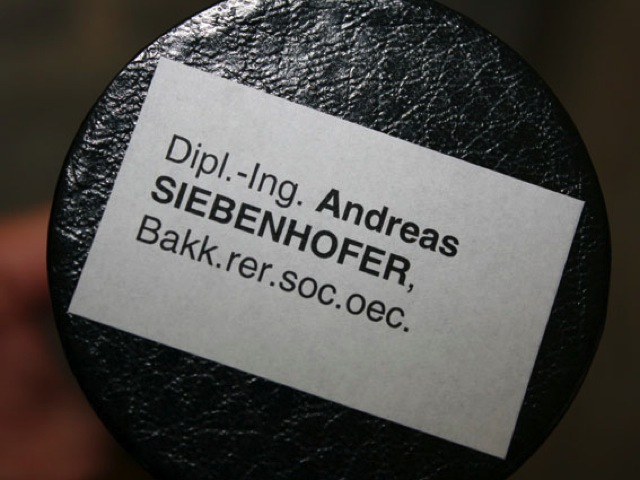 Dipl.-Ing. Andreas
SIEBENHOFER,
Bakk.rer.soc.oec.